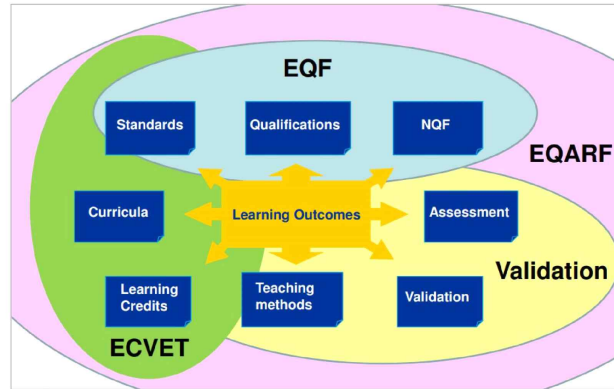 EQF
Standards
Qualifications
NQF
EQARF
Curricula
Learning Outcomes
Assessment
Validation
Learning
Credits
Teaching
methods
Validation
ECVET